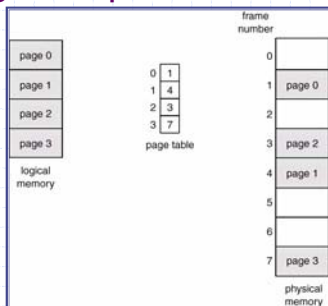 frame
number
page 0
page 1
page 2
page 3
logical
memory
0 1
1 4
2 3
3 7
page table
0
1 page 0
2
3 page 2
4 page 1
5
6
7 page 3
physical
memory